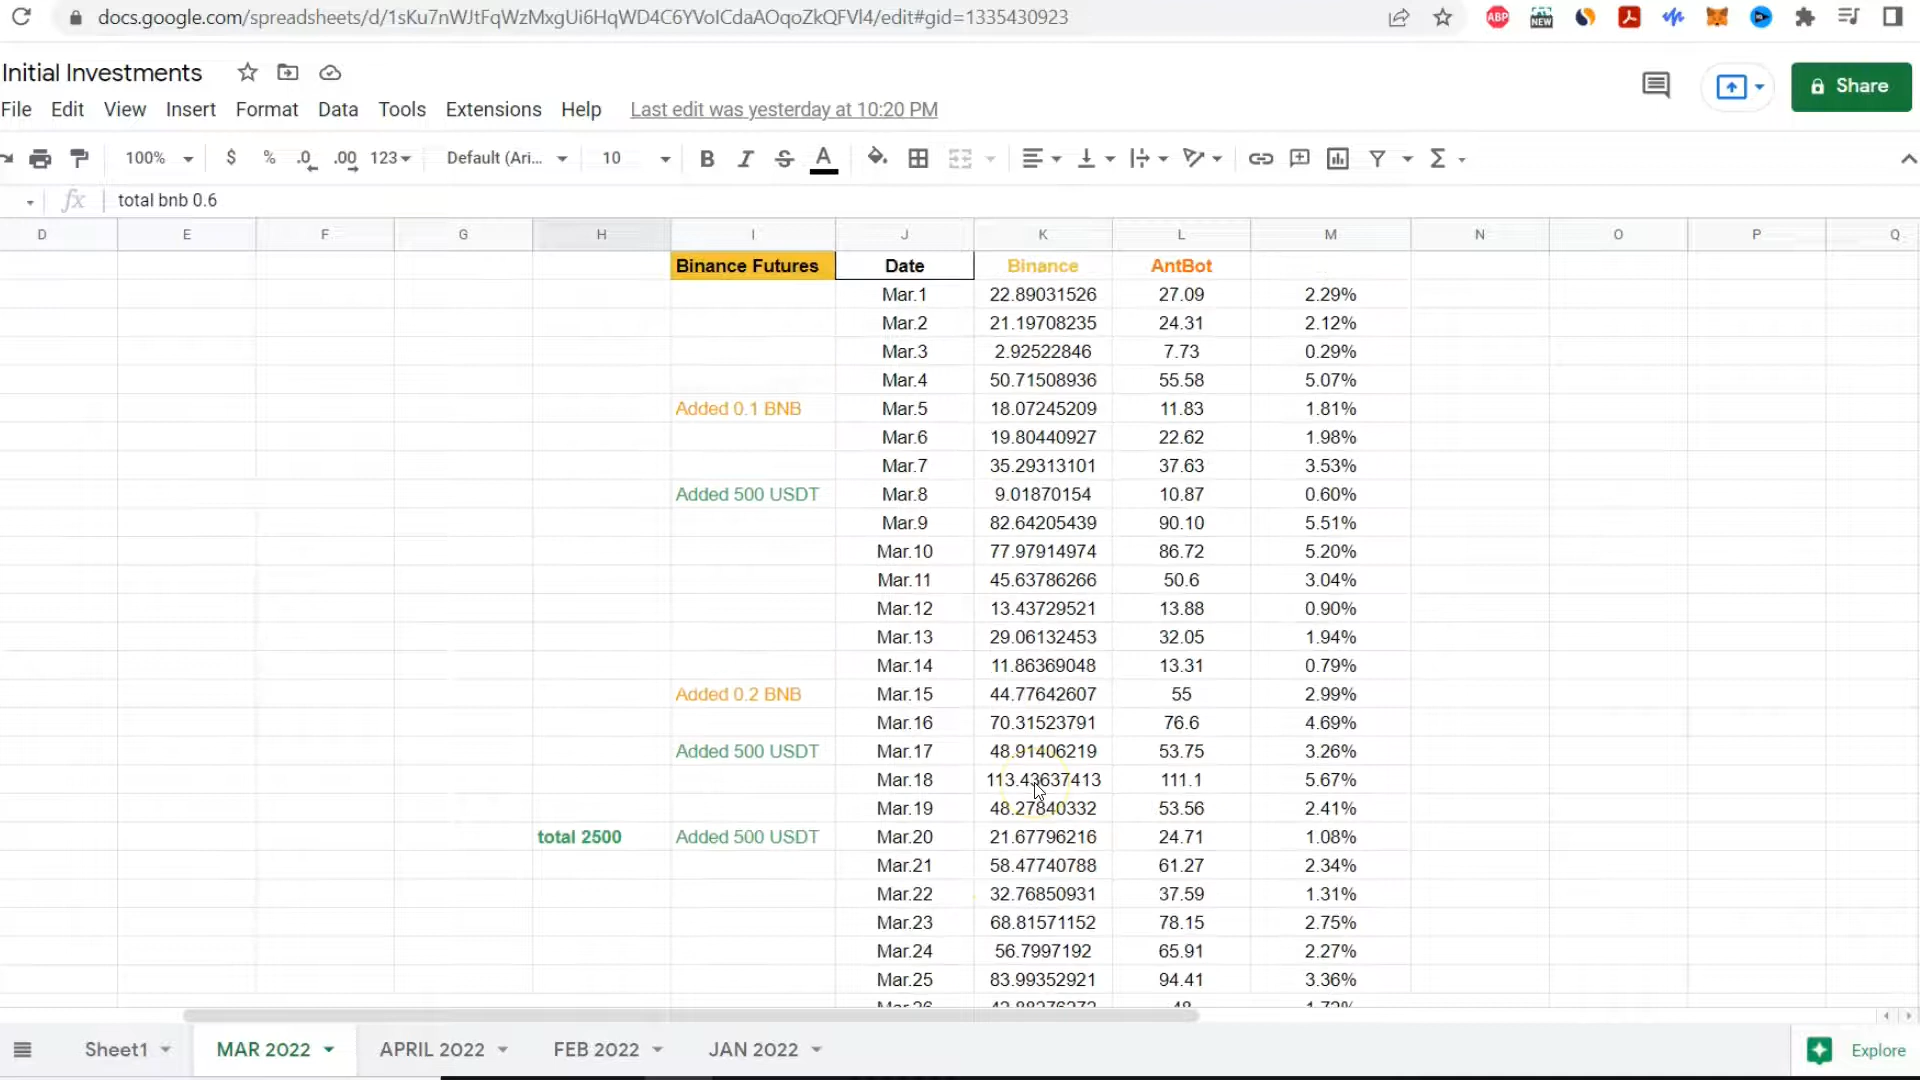 docs.google.com/spreadsheets/d/1sKu7nWJtFqWzMxgUi6HqWD4C6YVoICdaAOqoZkQFVl4/edit#gid=1335430923
ABP
NEW
Initial Investments
Share
File Edit View Insert Format Data Tools Extensions Help Last edit was yesterday at 10:20 PM
100% $ % .0 .00 123 Default (Ari... 10 B I S A Σ
fx total bnb 0.6
D E F G H I J K L M N O P Q
Binance Futures Date Binance AntBot
Mar.1 22.89031526 27.09 2.29%
Mar.2 21.19708235 24.31 2.12%
Mar.3 2.92522846 7.73 0.29%
Mar.4 50.71508936 55.58 5.07%
Added 0.1 BNB Mar.5 18.07245209 11.83 1.81%
Mar.6 19.80440927 22.62 1.98%
Mar.7 35.29313101 37.63 3.53%
Added 500 USDT Mar.8 9.01870154 10.87 0.60%
Mar.9 82.64205439 90.10 5.51%
Mar.10 77.97914974 86.72 5.20%
Mar.11 45.63786266 50.6 3.04%
Mar.12 13.43729521 13.88 0.90%
Mar.13 29.06132453 32.05 1.94%
Mar.14 11.86369048 13.31 0.79%
Added 0.2 BNB Mar.15 44.77642607 55 2.99%
Mar.16 70.31523791 76.6 4.69%
Added 500 USDT Mar.17 48.91406219 53.75 3.26%
Mar.18 113.43637413 111.1 5.67%
Mar.19 48.27840332 53.56 2.41%
total 2500 Added 500 USDT Mar.20 21.67796216 24.71 1.08%
Mar.21 58.47740788 61.27 2.34%
Mar.22 32.76850931 37.59 1.31%
Mar.23 68.81571152 78.15 2.75%
Mar.24 56.7997192 65.91 2.27%
Mar.25 83.99352921 94.41 3.36%
Sheet1 MAR 2022 APRIL 2022 FEB 2022 JAN 2022 Explore